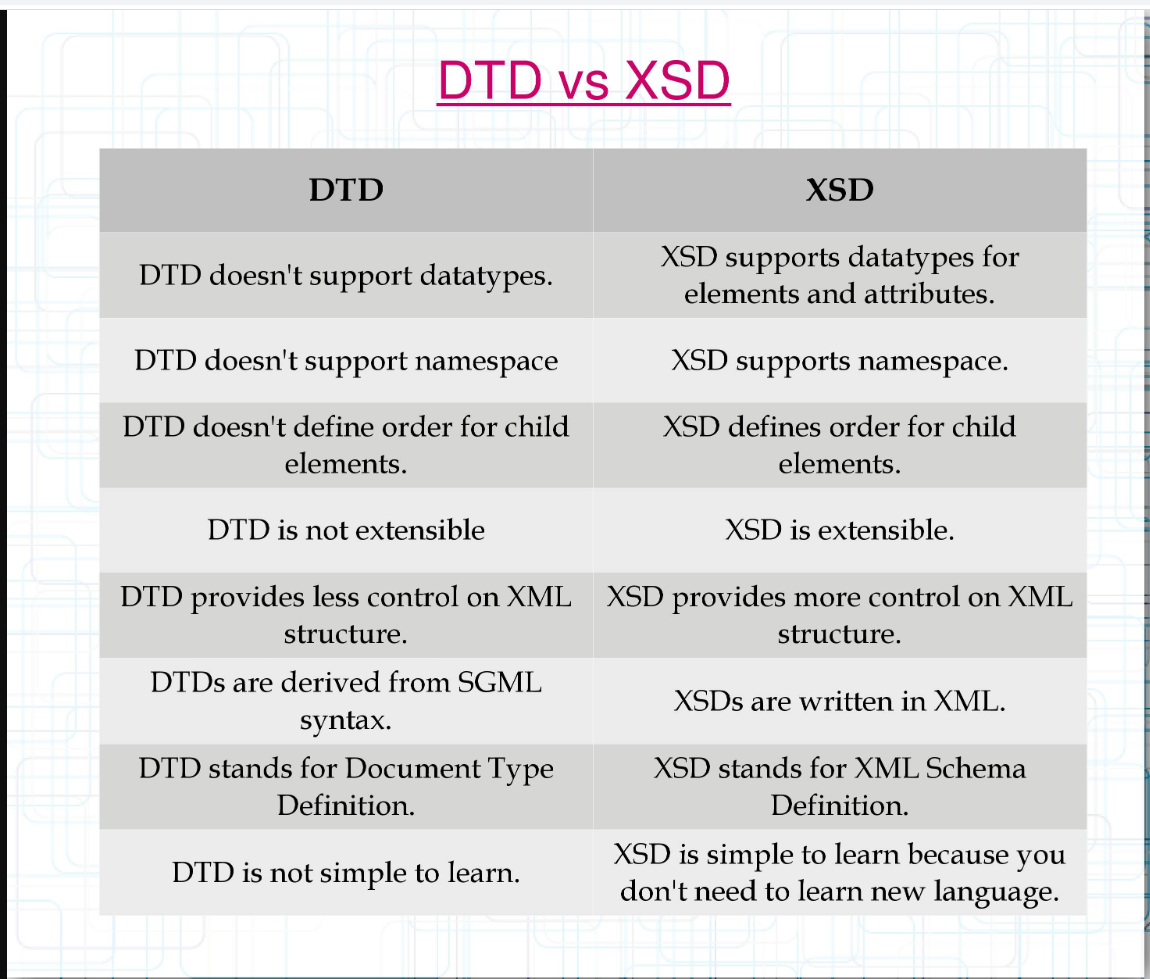 DTD vs XSD
DTD
XSD
DTD doesn't support datatypes.
XSD supports datatypes for
elements and attributes.
DTD doesn't support namespace
XSD supports namespace.
DTD doesn't define order for child
elements.
XSD defines order for child
elements.
DTD is not extensible
XSD is extensible.
DTD provides less control on XML
structure.
XSD provides more control on XML
structure.
DTDs are derived from SGML
syntax.
XSDs are written in XML.
DTD stands for Document Type
Definition.
XSD stands for XML Schema
Definition.
DTD is not simple to learn.
XSD is simple to learn because you
don't need to learn new language.